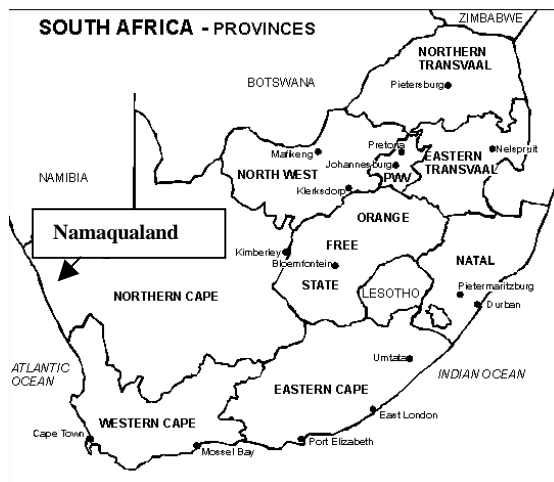 SOUTH AFRICA - PROVINCES
ZIMBABWE
NORTHERN
TRANSVAAL
BOTSWANA
Pietersburg
Mafikeng
Pretoria
Nelspruit
Johannesburg
EASTERN
TRANSVAAL
NORTH WEST
PWV
NAMIBIA
Klerksdorp
Namaqualand
ORANGE
Kimberley
FREE
Bloemfontein
NATAL
STATE
LESOTHO
Pietermaritzburg
Durban
NORTHERN CAPE
Umtata
ATLANTIC
OCEAN
INDIAN OCEAN
EASTERN CAPE
WESTERN CAPE
East London
Cape Town
Port Elizabeth
Mossel Bay